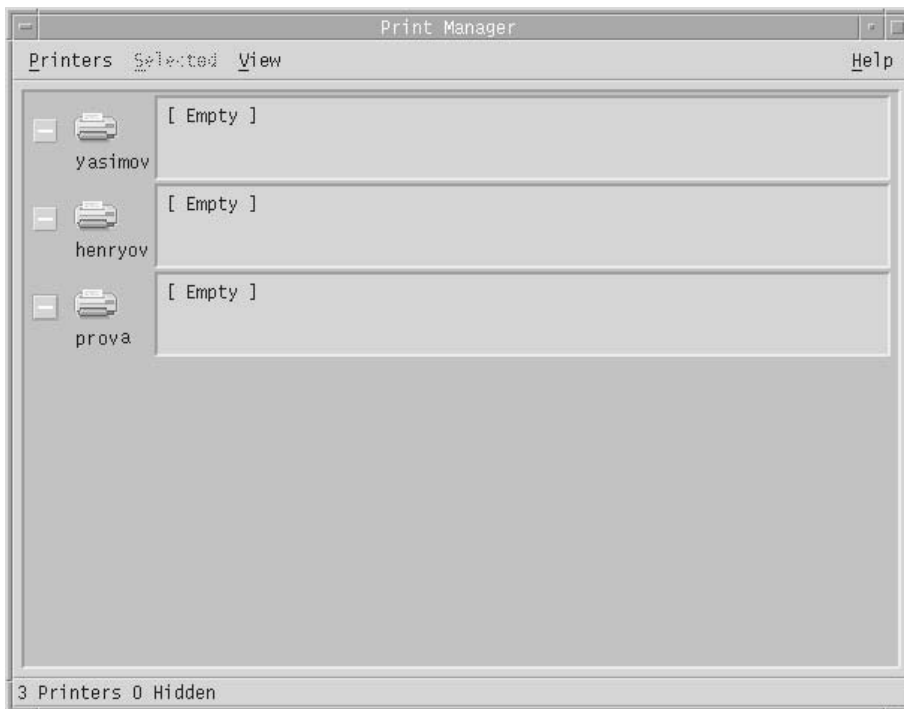 Print Manager
Printers Selected View Help
[ Empty ]
yasimov
[ Empty ]
henryov
[ Empty ]
prova
3 Printers 0 Hidden